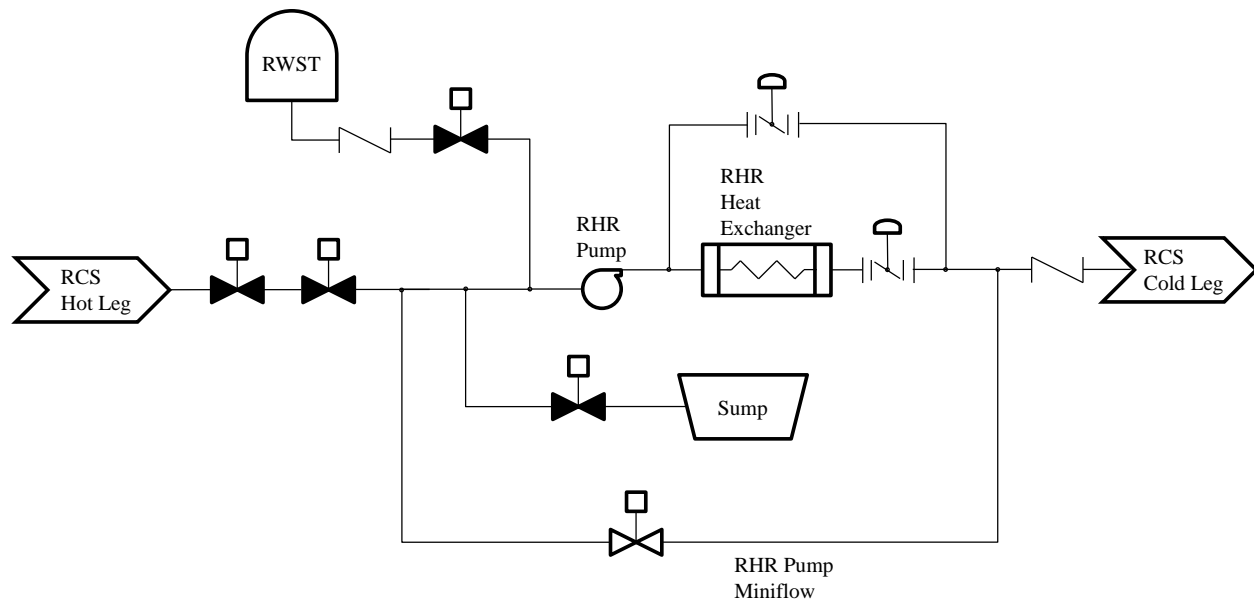 RWST
RHR
Heat
Exchanger
RHR
Pump
RCS
Hot Leg
RCS
Cold Leg
Sump
RHR Pump
Miniflow